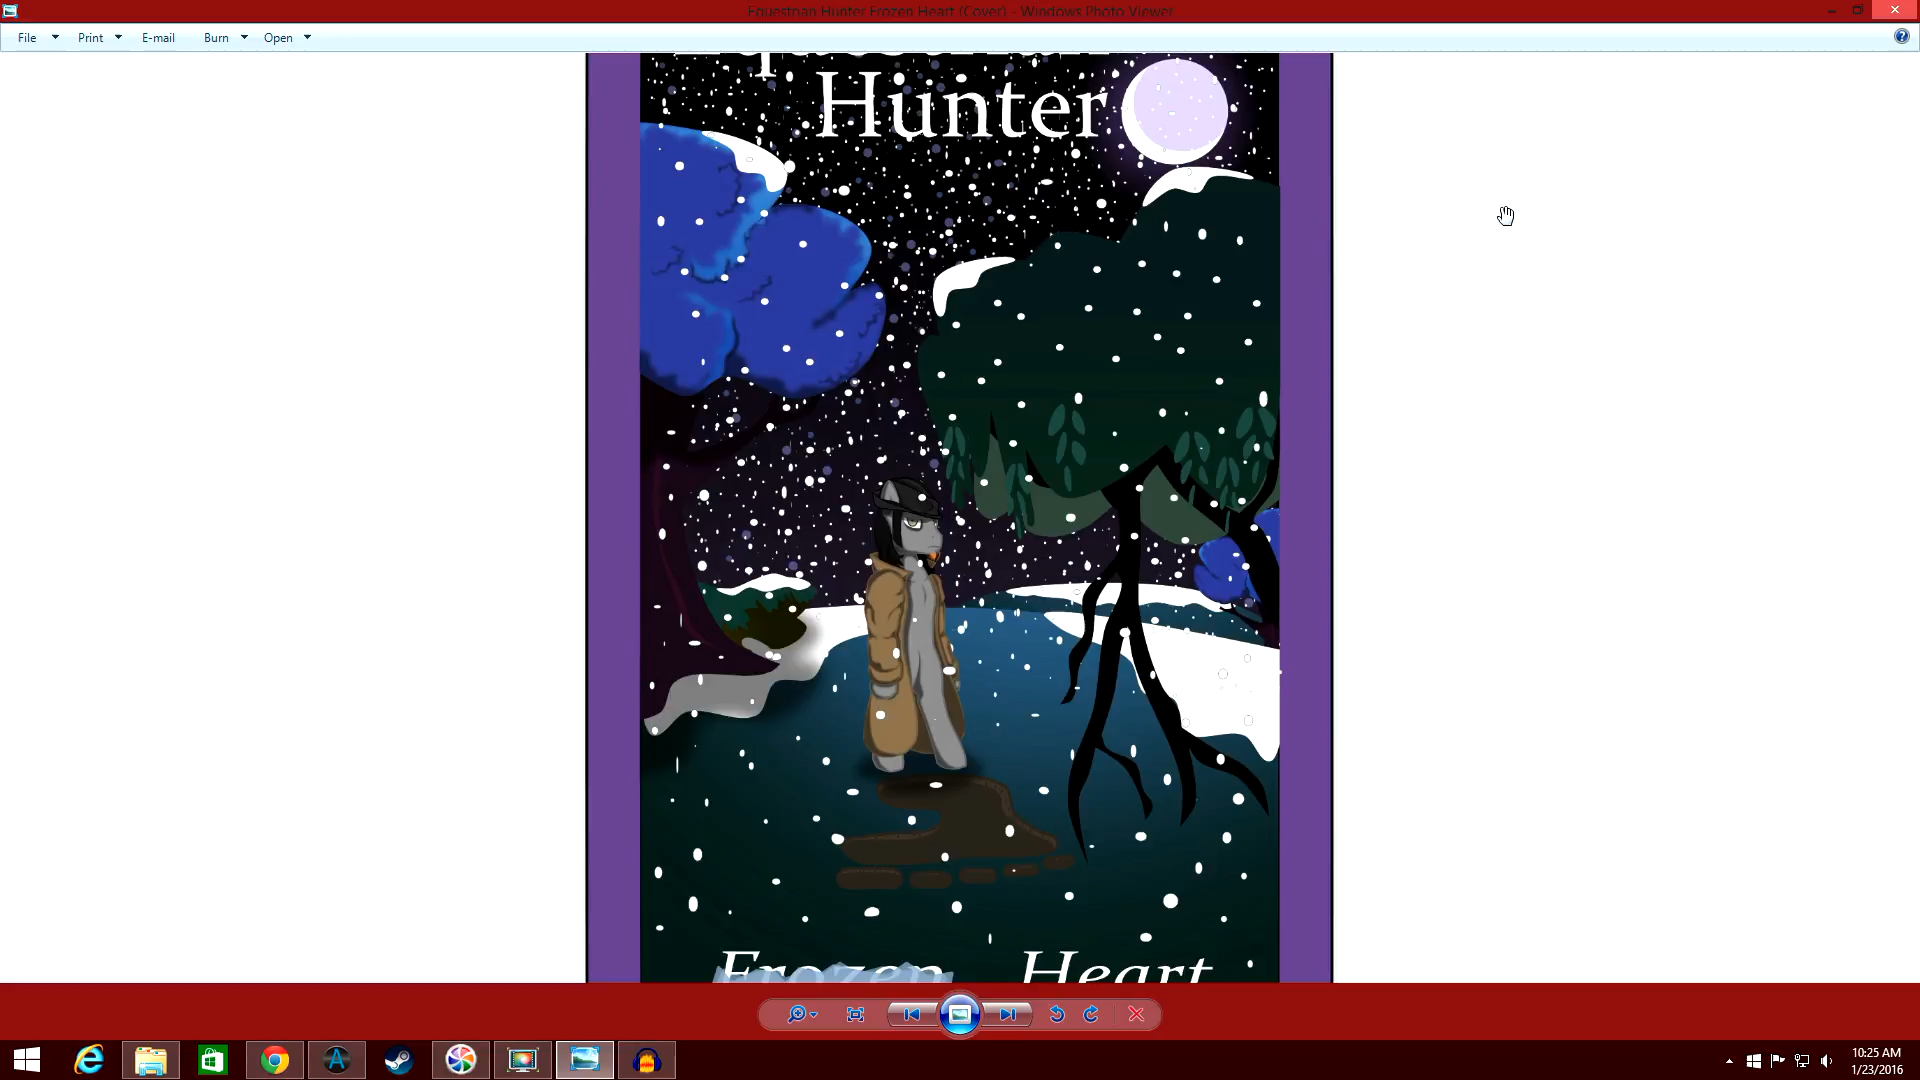 Equestrian Hunter Frozen Heart (Cover) - Windows Photo Viewer
File Print E-mail Burn Open
Hunter
Frozen Heart
10:25 AM
1/23/2016